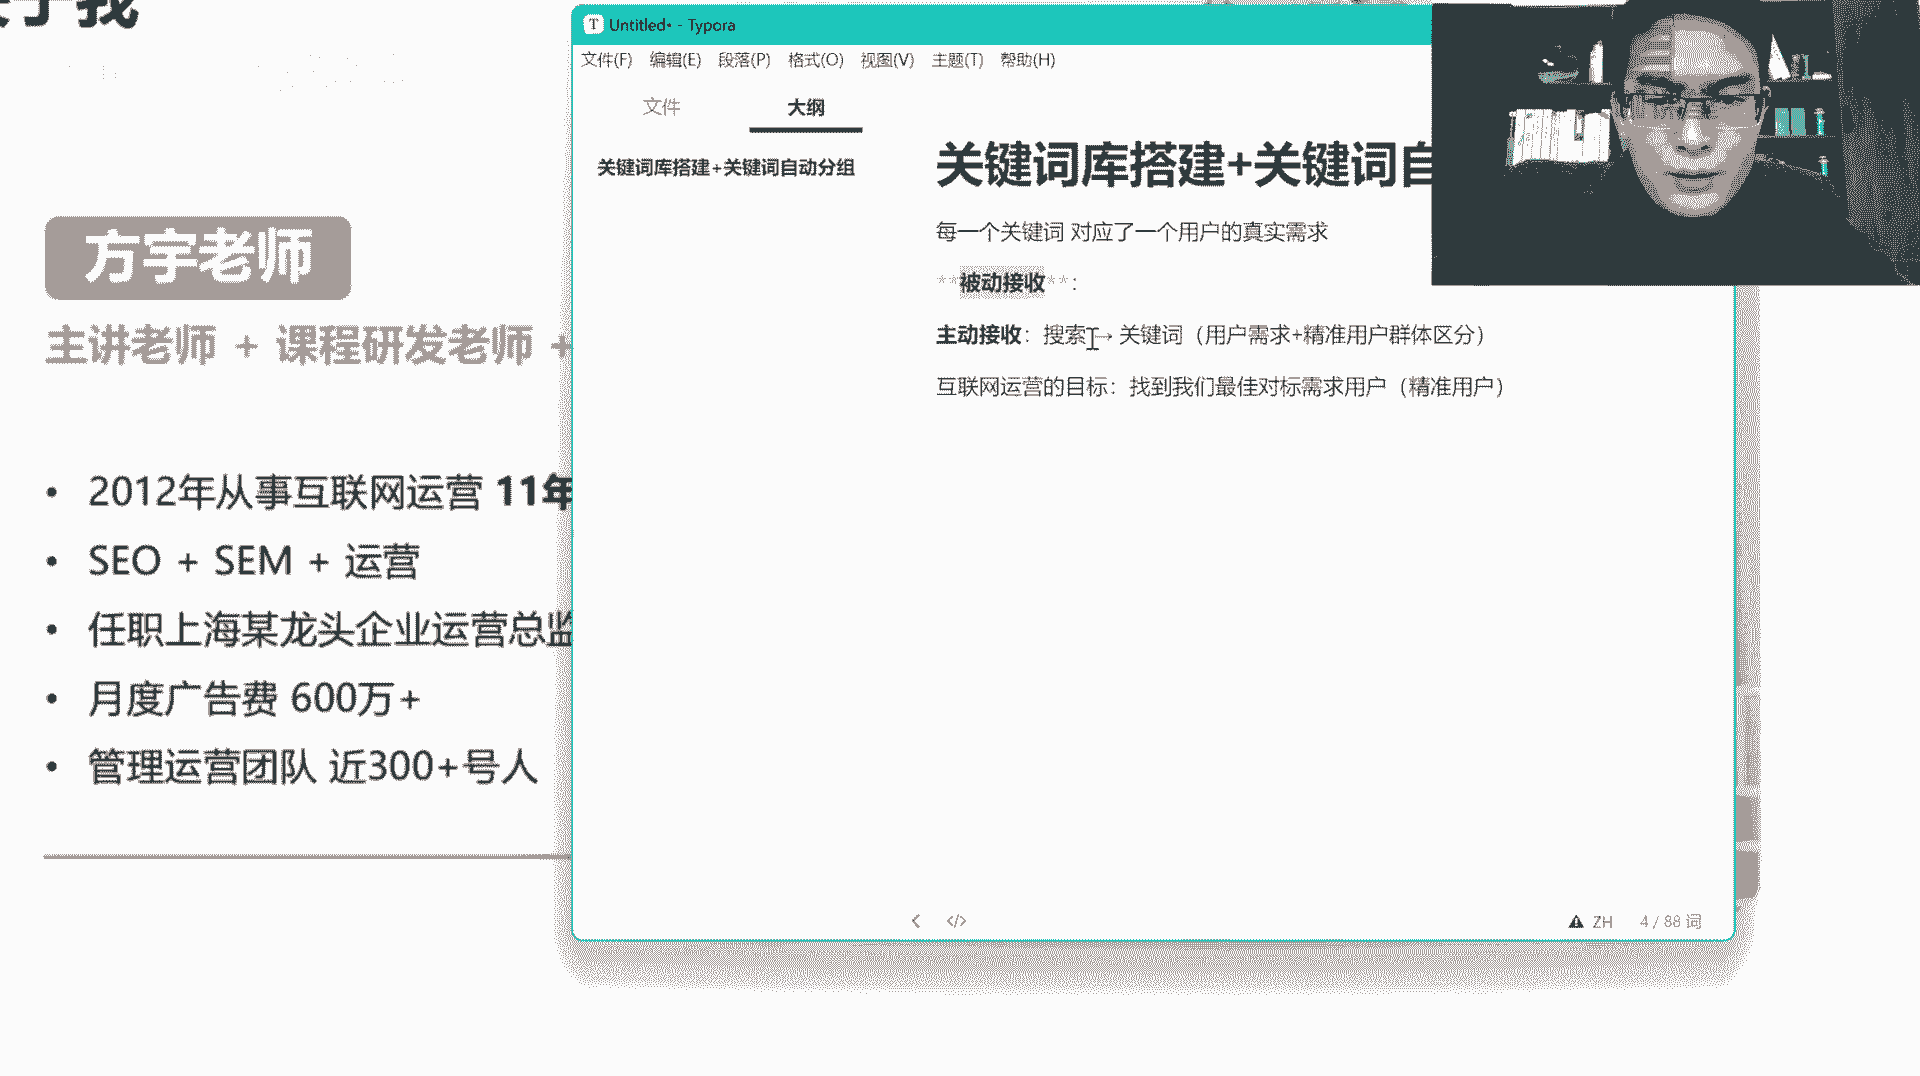 于我
方宇老师
主讲老师 + 课程研发老师 +
• 2012年从事互联网运营 11年
• SEO + SEM + 运营
• 任职上海某龙头企业运营总监
• 月度广告费 600万+
• 管理运营团队 近300+号人
Untitled• - Typora
文件(F) 编辑(E) 段落(P) 格式(O) 视图(V) 主题(T) 帮助(H)
文件 大纲
关键词库搭建+关键词自动分组
关键词库搭建+关键词自
每一个关键词 对应了一个用户的真实需求
**被动接收**：
主动接收：搜索 → 关键词（用户需求+精准用户群体区分）
互联网运营的目标：找到我们最佳对标需求用户（精准用户）
</> ZH 4 / 88 词